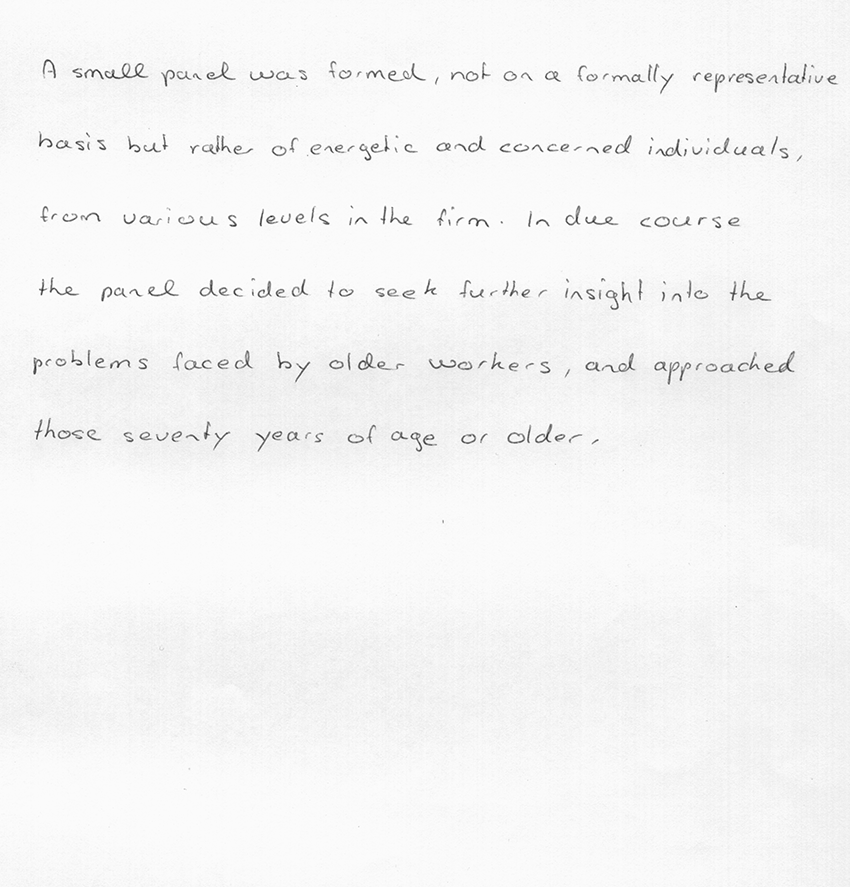 A small panel was formed, not on a formally representative
basis but rather of energetic and concerned individuals,
from various levels in the firm. In due course
the panel decided to seek further insight into the
problems faced by older workers, and approached
those seventy years of age or older.